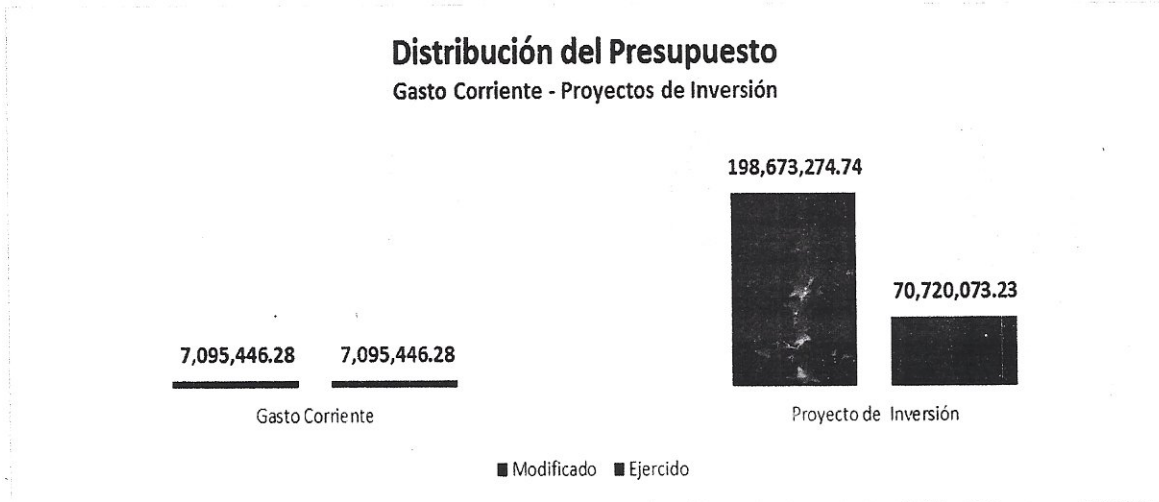 Distribución del Presupuesto
Gasto Corriente - Proyectos de Inversión
198,673,274.74
70,720,073.23
7,095,446.28 7,095,446.28
Gasto Corriente Proyecto de Inversión
Modificado Ejercido